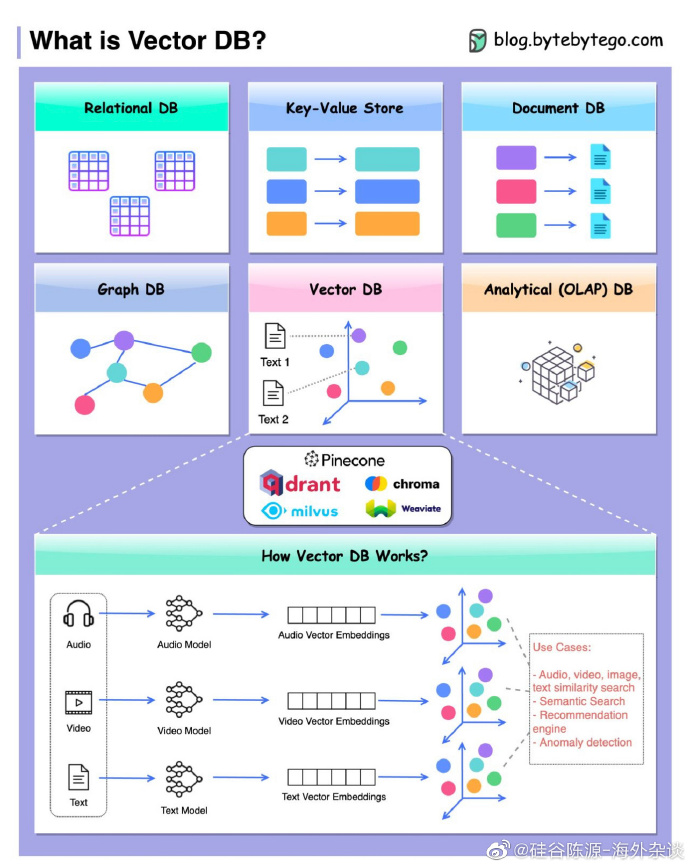 What is Vector DB?
blog.bytebytego.com
Relational DB
Key-Value Store
Document DB
Graph DB
Vector DB
Analytical (OLAP) DB
Text 1
Text 2
Pinecone
qdrant
chroma
milvus
Weaviate
How Vector DB Works?
Audio
Audio Model
Audio Vector Embeddings
Video
Video Model
Video Vector Embeddings
Text
Text Model
Text Vector Embeddings
Use Cases:
- Audio, video, image,
text similarity search
- Semantic Search
- Recommendation
engine
- Anomaly detection
@硅谷陈源-海外杂谈